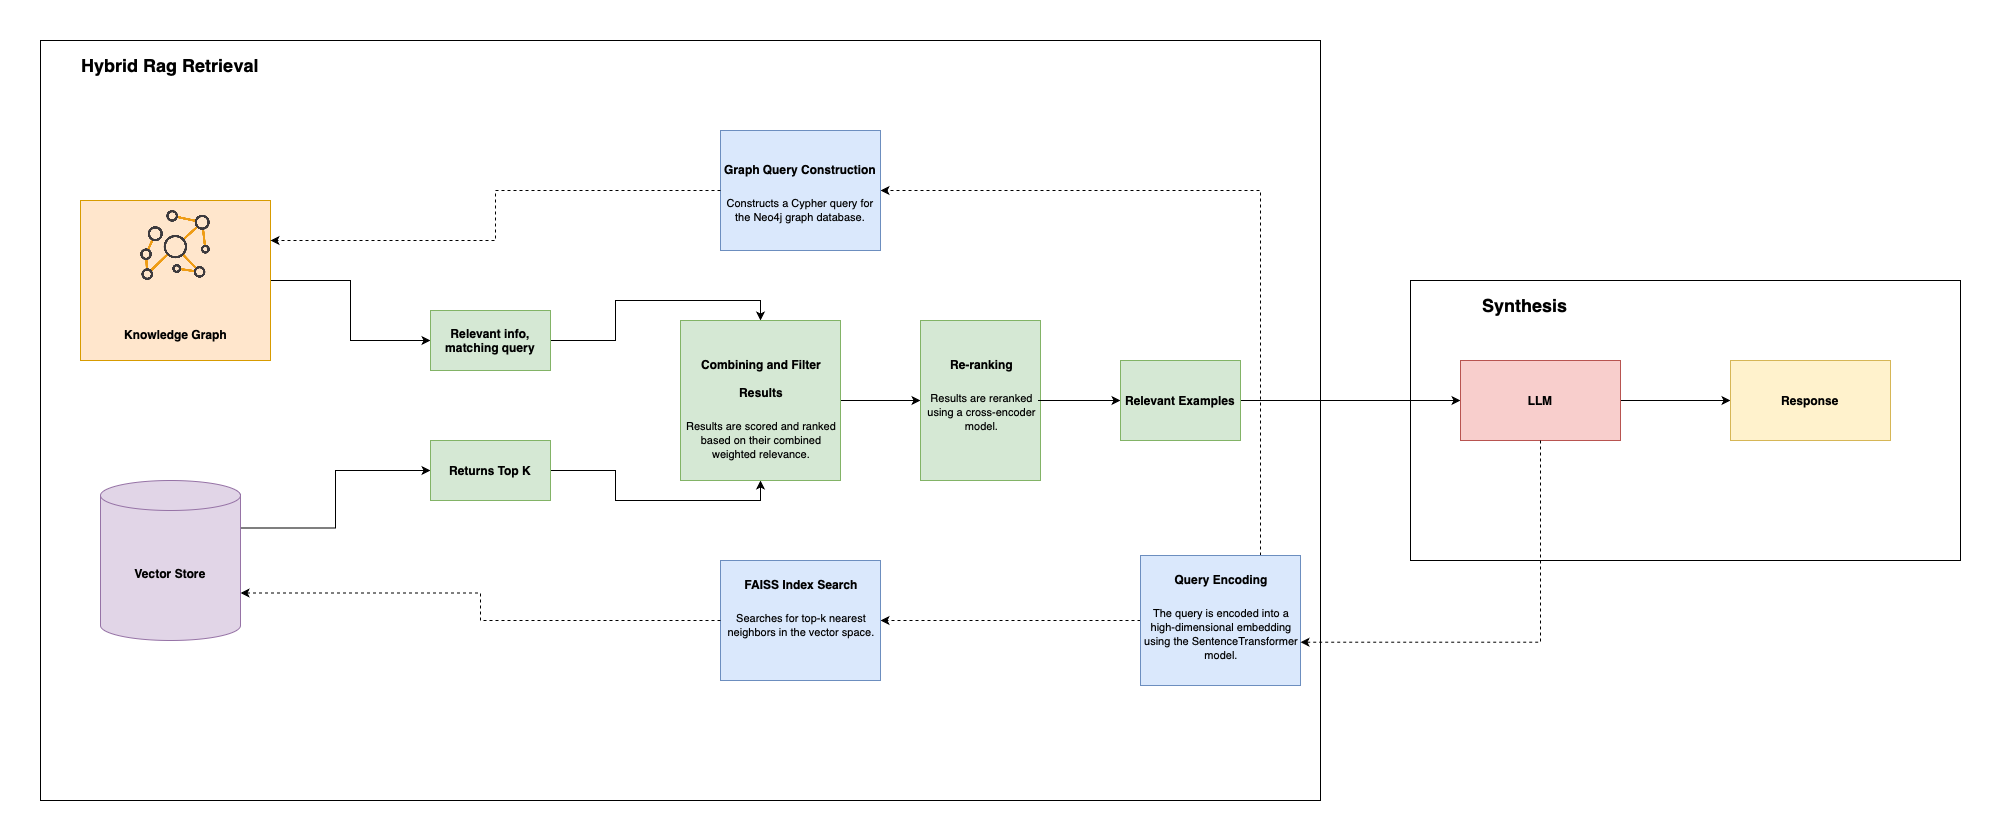 Hybrid Rag Retrieval
Graph Query Construction
Constructs a Cypher query for
the Neo4j graph database.
Knowledge Graph
Relevant info,
matching query
Combining and Filter
Results
Results are scored and ranked
based on their combined
weighted relevance.
Re-ranking
Results are reranked
using a cross-encoder
model.
Relevant Examples
Returns Top K
Vector Store
FAISS Index Search
Searches for top-k nearest
neighbors in the vector space.
Query Encoding
The query is encoded into a
high-dimensional embedding
using the SentenceTransformer
model.
Synthesis
LLM
Response